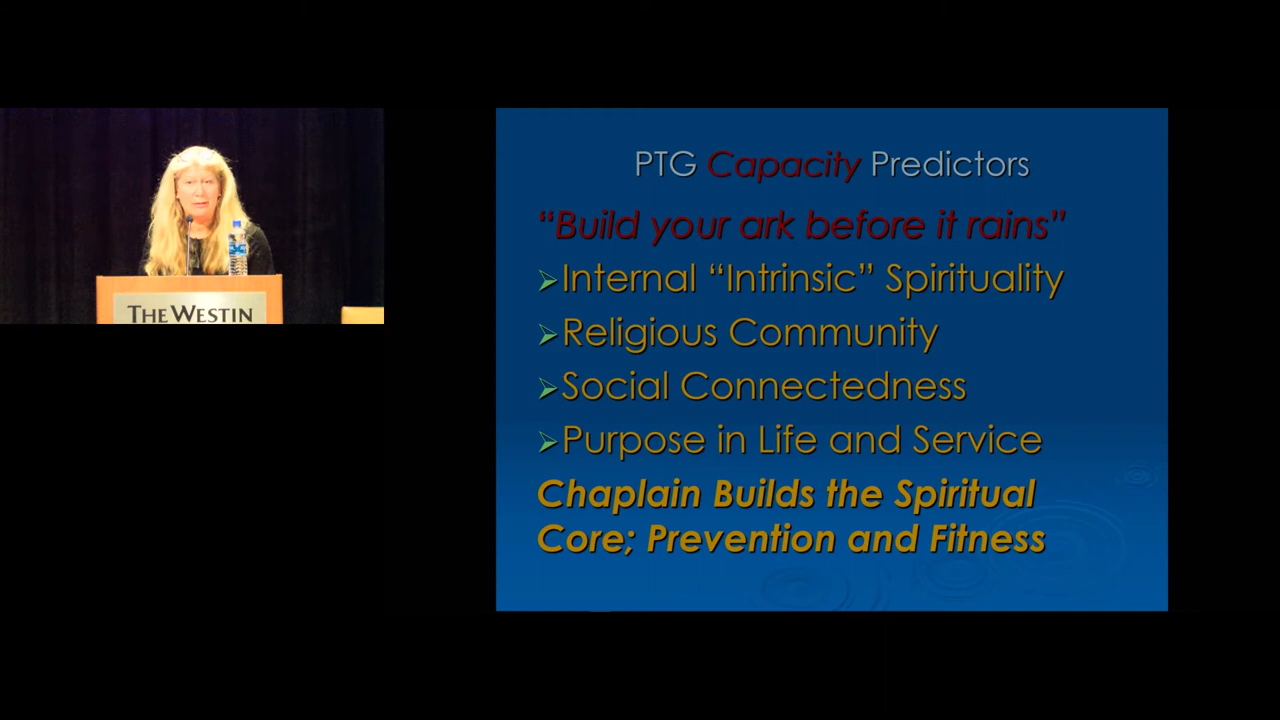 THE WESTIN
PTG Capacity Predictors
“Build your ark before it rains”
➢Internal “Intrinsic” Spirituality
➢Religious Community
➢Social Connectedness
➢Purpose in Life and Service
Chaplain Builds the Spiritual
Core; Prevention and Fitness